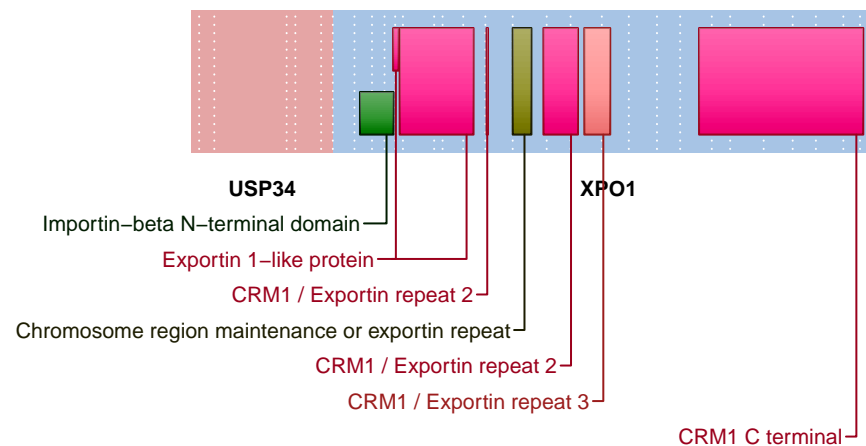 USP34
XPO1
Importin−beta N−terminal domain
Exportin 1−like protein
CRM1 / Exportin repeat 2
Chromosome region maintenance or exportin repeat
CRM1 / Exportin repeat 2
CRM1 / Exportin repeat 3
CRM1 C terminal